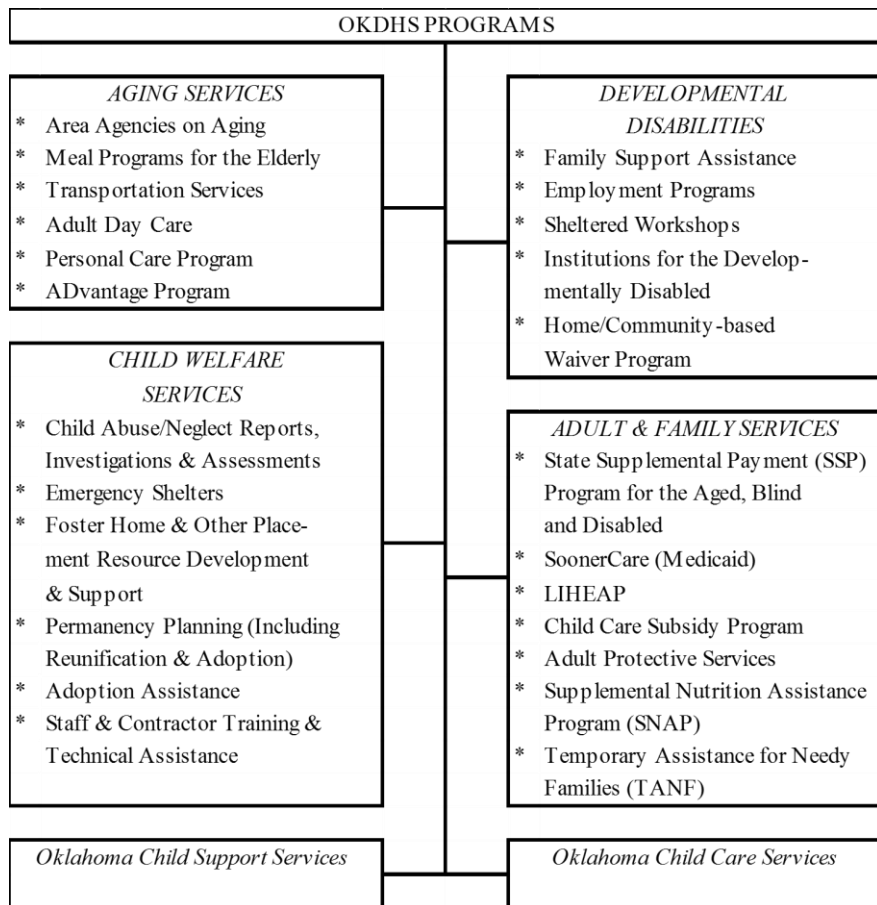 OKDHS PROGRAMS
AGING SERVICES
* Area Agencies on Aging
* Meal Programs for the Elderly
* Transportation Services
* Adult Day Care
* Personal Care Program
* ADvantage Program
DEVELOPMENTAL
DISABILITIES
* Family Support Assistance
* Employment Programs
* Sheltered Workshops
* Institutions for the Develop-
mentally Disabled
* Home/Community-based
Waiver Program
CHILD WELFARE
SERVICES
* Child Abuse/Neglect Reports,
Investigations & Assessments
* Emergency Shelters
* Foster Home & Other Place-
ment Resource Development
& Support
* Permanency Planning (Including
Reunification & Adoption)
* Adoption Assistance
* Staff & Contractor Training &
Technical Assistance
ADULT & FAMILY SERVICES
* State Supplemental Payment (SSP)
Program for the Aged, Blind
and Disabled
* SoonerCare (Medicaid)
* LIHEAP
* Child Care Subsidy Program
* Adult Protective Services
* Supplemental Nutrition Assistance
Program (SNAP)
* Temporary Assistance for Needy
Families (TANF)
Oklahoma Child Support Services
Oklahoma Child Care Services